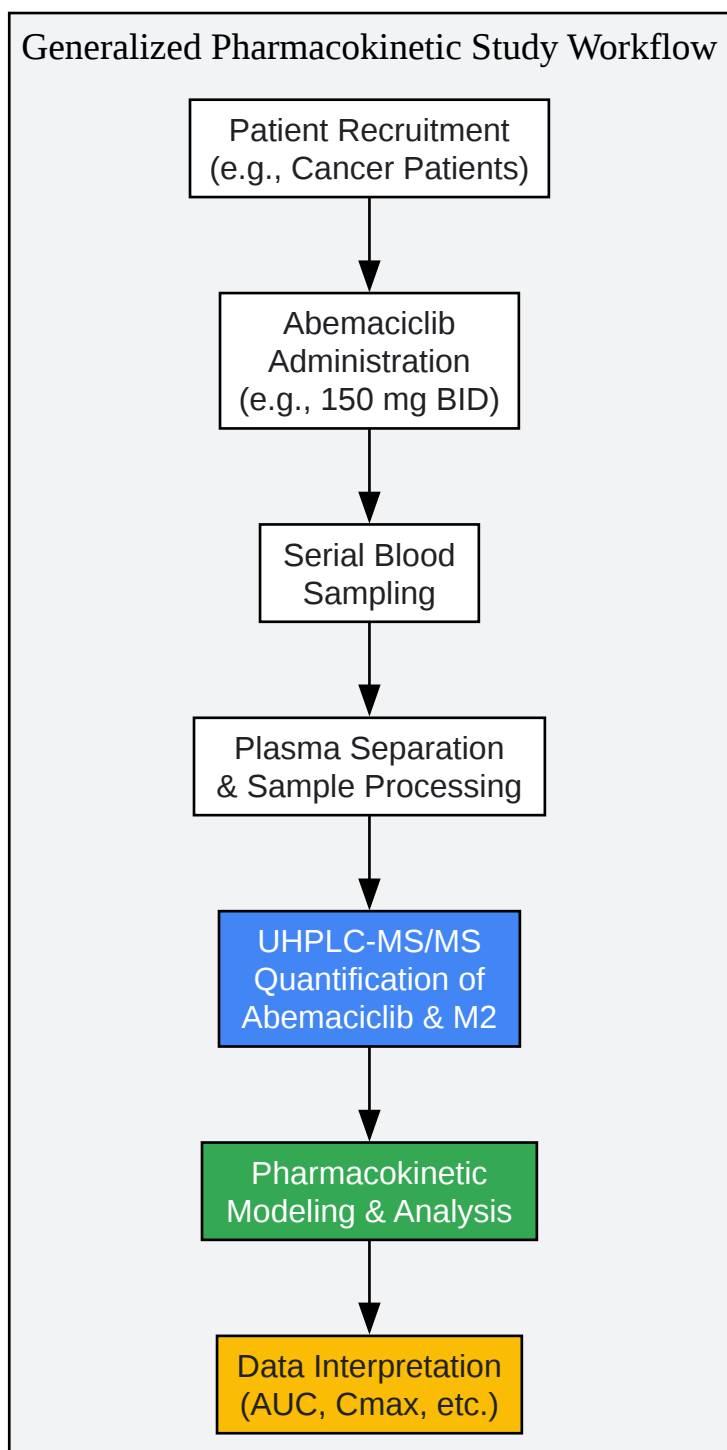 Generalized Pharmacokinetic Study Workflow
Patient Recruitment
(e.g., Cancer Patients)
Abemaciclib
Administration
(e.g., 150 mg BID)
Serial Blood
Sampling
Plasma Separation
& Sample Processing
UHPLC-MS/MS
Quantification of
Abemaciclib & M2
Pharmacokinetic
Modeling & Analysis
Data Interpretation
(AUC, Cmax, etc.)